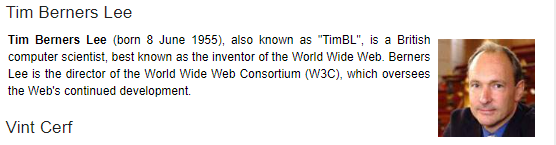 Tim Berners Lee
Tim Berners Lee (born 8 June 1955), also known as "TimBL", is a British
computer scientist, best known as the inventor of the World Wide Web. Berners
Lee is the director of the World Wide Web Consortium (W3C), which oversees
the Web's continued development.
Vint Cerf